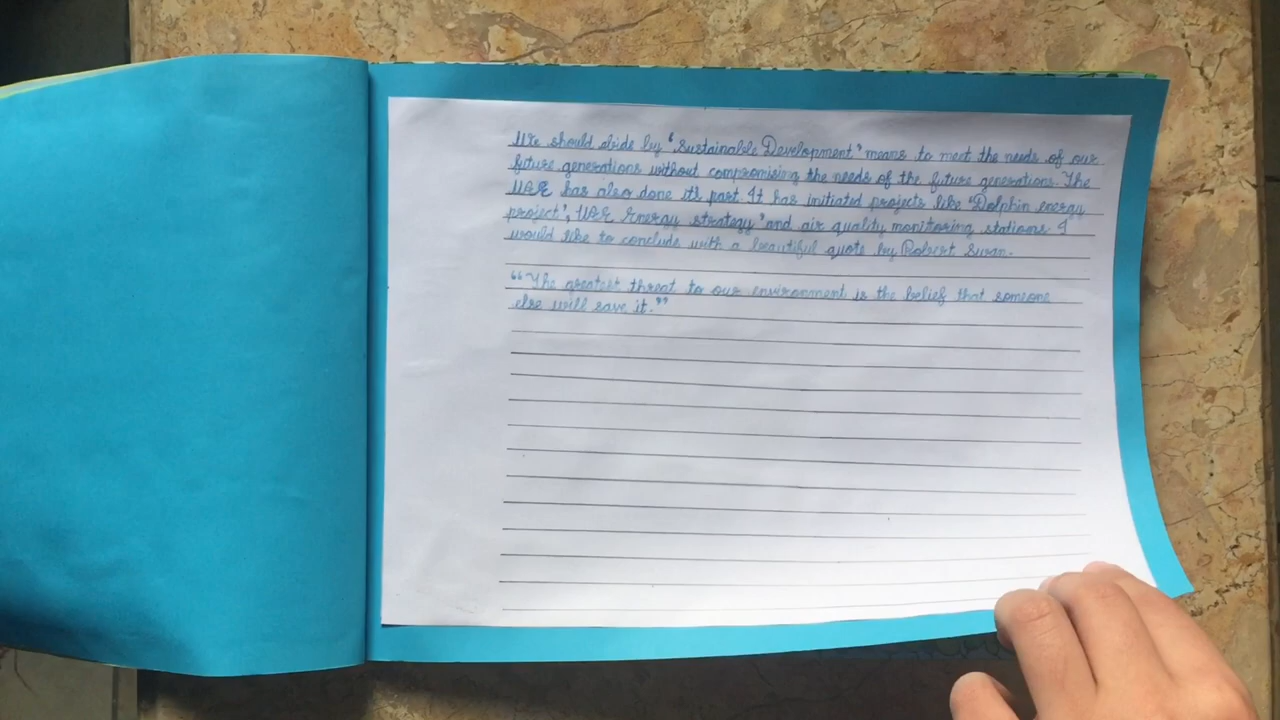 We should abide by "Sustainable Development" means to meet the needs of our
future generations without compromising the needs of the future generations. The
UAE has also done it's part. It has initiated projects like "Dolphin energy
project", UAE Energy strategy "and air quality monitoring stations. I
would like to conclude with a beautiful quote by Robert Swan.
"The greatest threat to our environment is the belief that someone
else will save it."